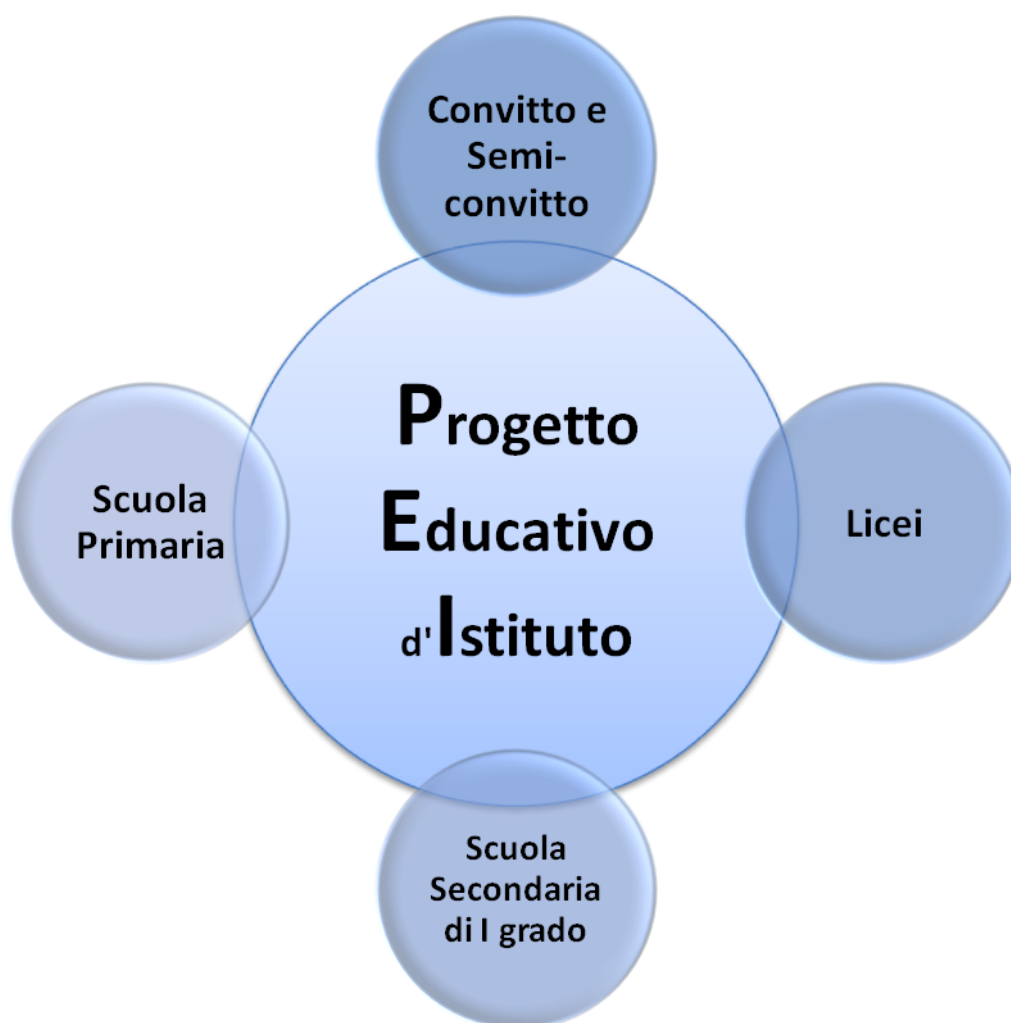 Convitto e
Semi-
convitto
Progetto
Educativo
d'Istituto
Scuola
Primaria
Licei
Scuola
Secondaria
di I grado